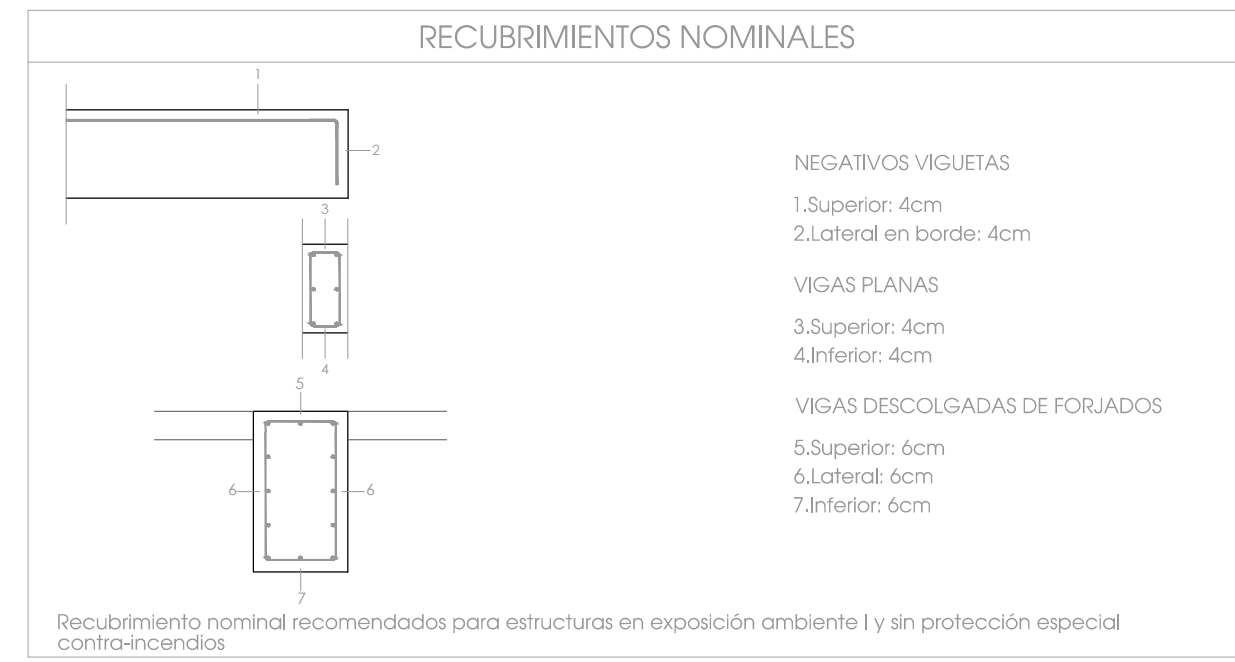 RECUBRIMIENTOS NOMINALES
1
2
3
4
5
6
6
7
NEGATIVOS VIGUETAS
1.Superior: 4cm
2.Lateral en borde: 4cm
VIGAS PLANAS
3.Superior: 4cm
4.Inferior: 4cm
VIGAS DESCOLGADAS DE FORJADOS
5.Superior: 6cm
6.Lateral: 6cm
7.Inferior: 6cm
Recubrimiento nominal recomendados para estructuras en exposición ambiente I y sin protección especial
contra-incendios